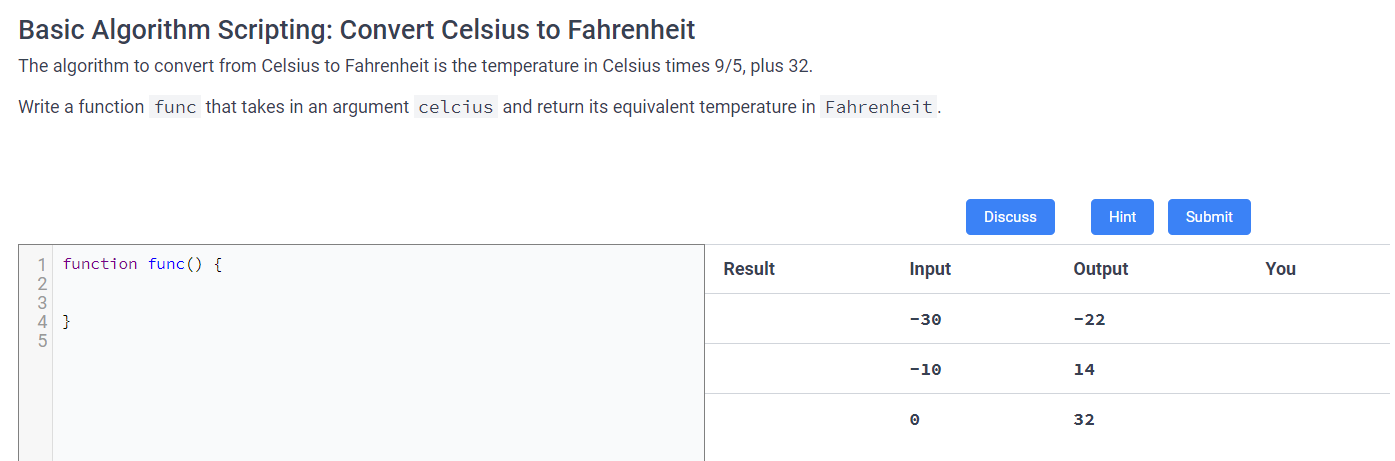 Basic Algorithm Scripting: Convert Celsius to Fahrenheit
The algorithm to convert from Celsius to Fahrenheit is the temperature in Celsius times 9/5, plus 32.
Write a function func that takes in an argument celcius and return its equivalent temperature in Fahrenheit.
Discuss Hint Submit
1 function func() {
2
3
4 }
5
Result Input Output You
-30 -22
-10 14
0 32